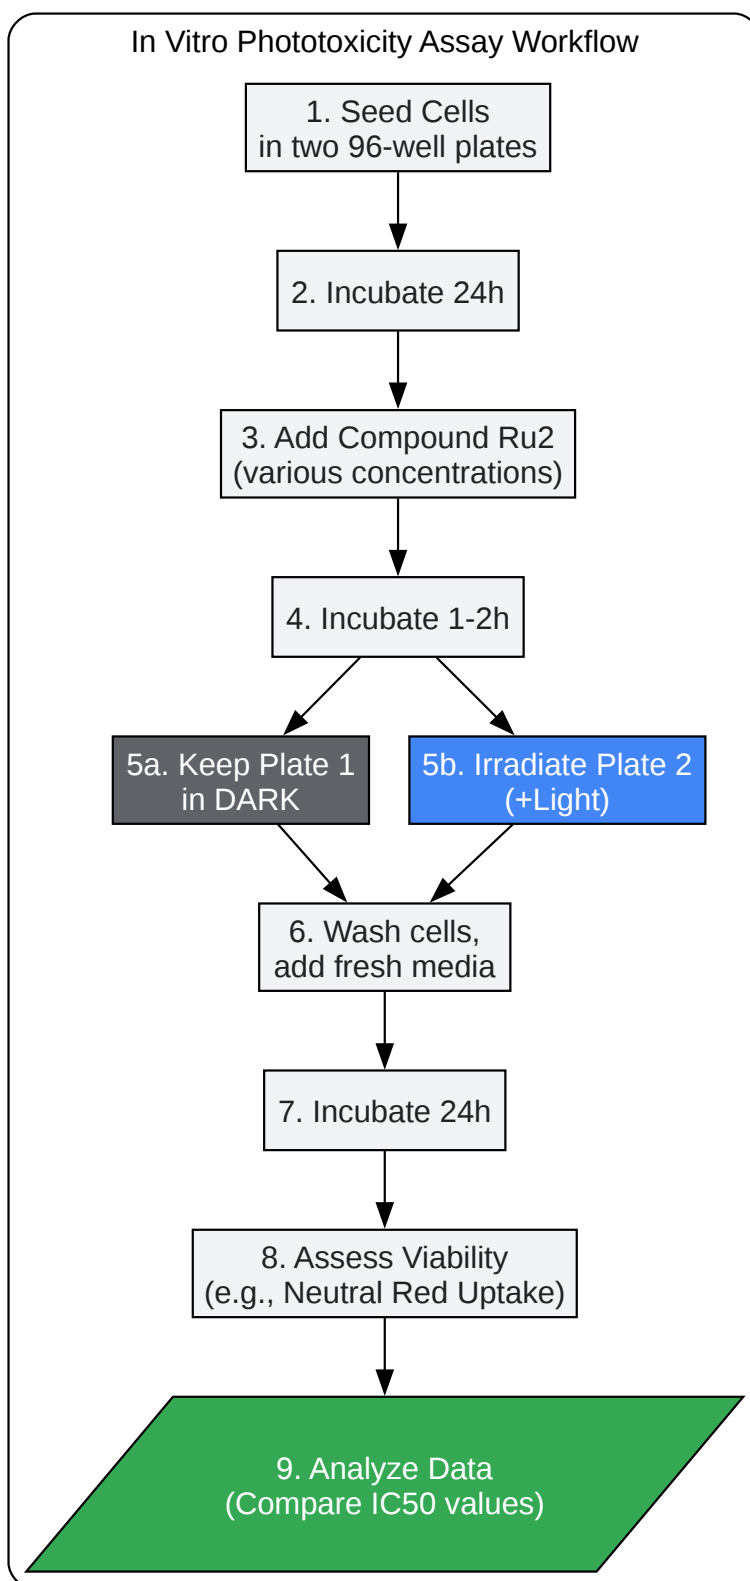 In Vitro Phototoxicity Assay Workflow
1. Seed Cells
in two 96-well plates
2. Incubate 24h
3. Add Compound Ru2
(various concentrations)
4. Incubate 1-2h
5a. Keep Plate 1
in DARK
5b. Irradiate Plate 2
(+Light)
6. Wash cells,
add fresh media
7. Incubate 24h
8. Assess Viability
(e.g., Neutral Red Uptake)
9. Analyze Data
(Compare IC50 values)